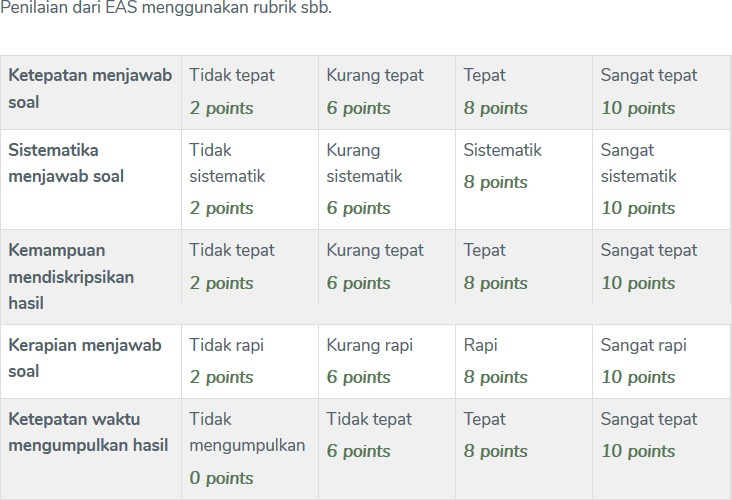 Penilaian dari EAS menggunakan rubrik sbb.
Ketepatan menjawab soal
Tidak tepat
2 points
Kurang tepat
6 points
Tepat
8 points
Sangat tepat
10 points
Sistematika menjawab soal
Tidak sistematik
2 points
Kurang sistematik
6 points
Sistematik
8 points
Sangat sistematik
10 points
Kemampuan mendiskripsikan hasil
Tidak tepat
2 points
Kurang tepat
6 points
Tepat
8 points
Sangat tepat
10 points
Kerapian menjawab soal
Tidak rapi
2 points
Kurang rapi
6 points
Rapi
8 points
Sangat rapi
10 points
Ketepatan waktu mengumpulkan hasil
Tidak mengumpulkan
0 points
Tidak tepat
6 points
Tepat
8 points
Sangat tepat
10 points